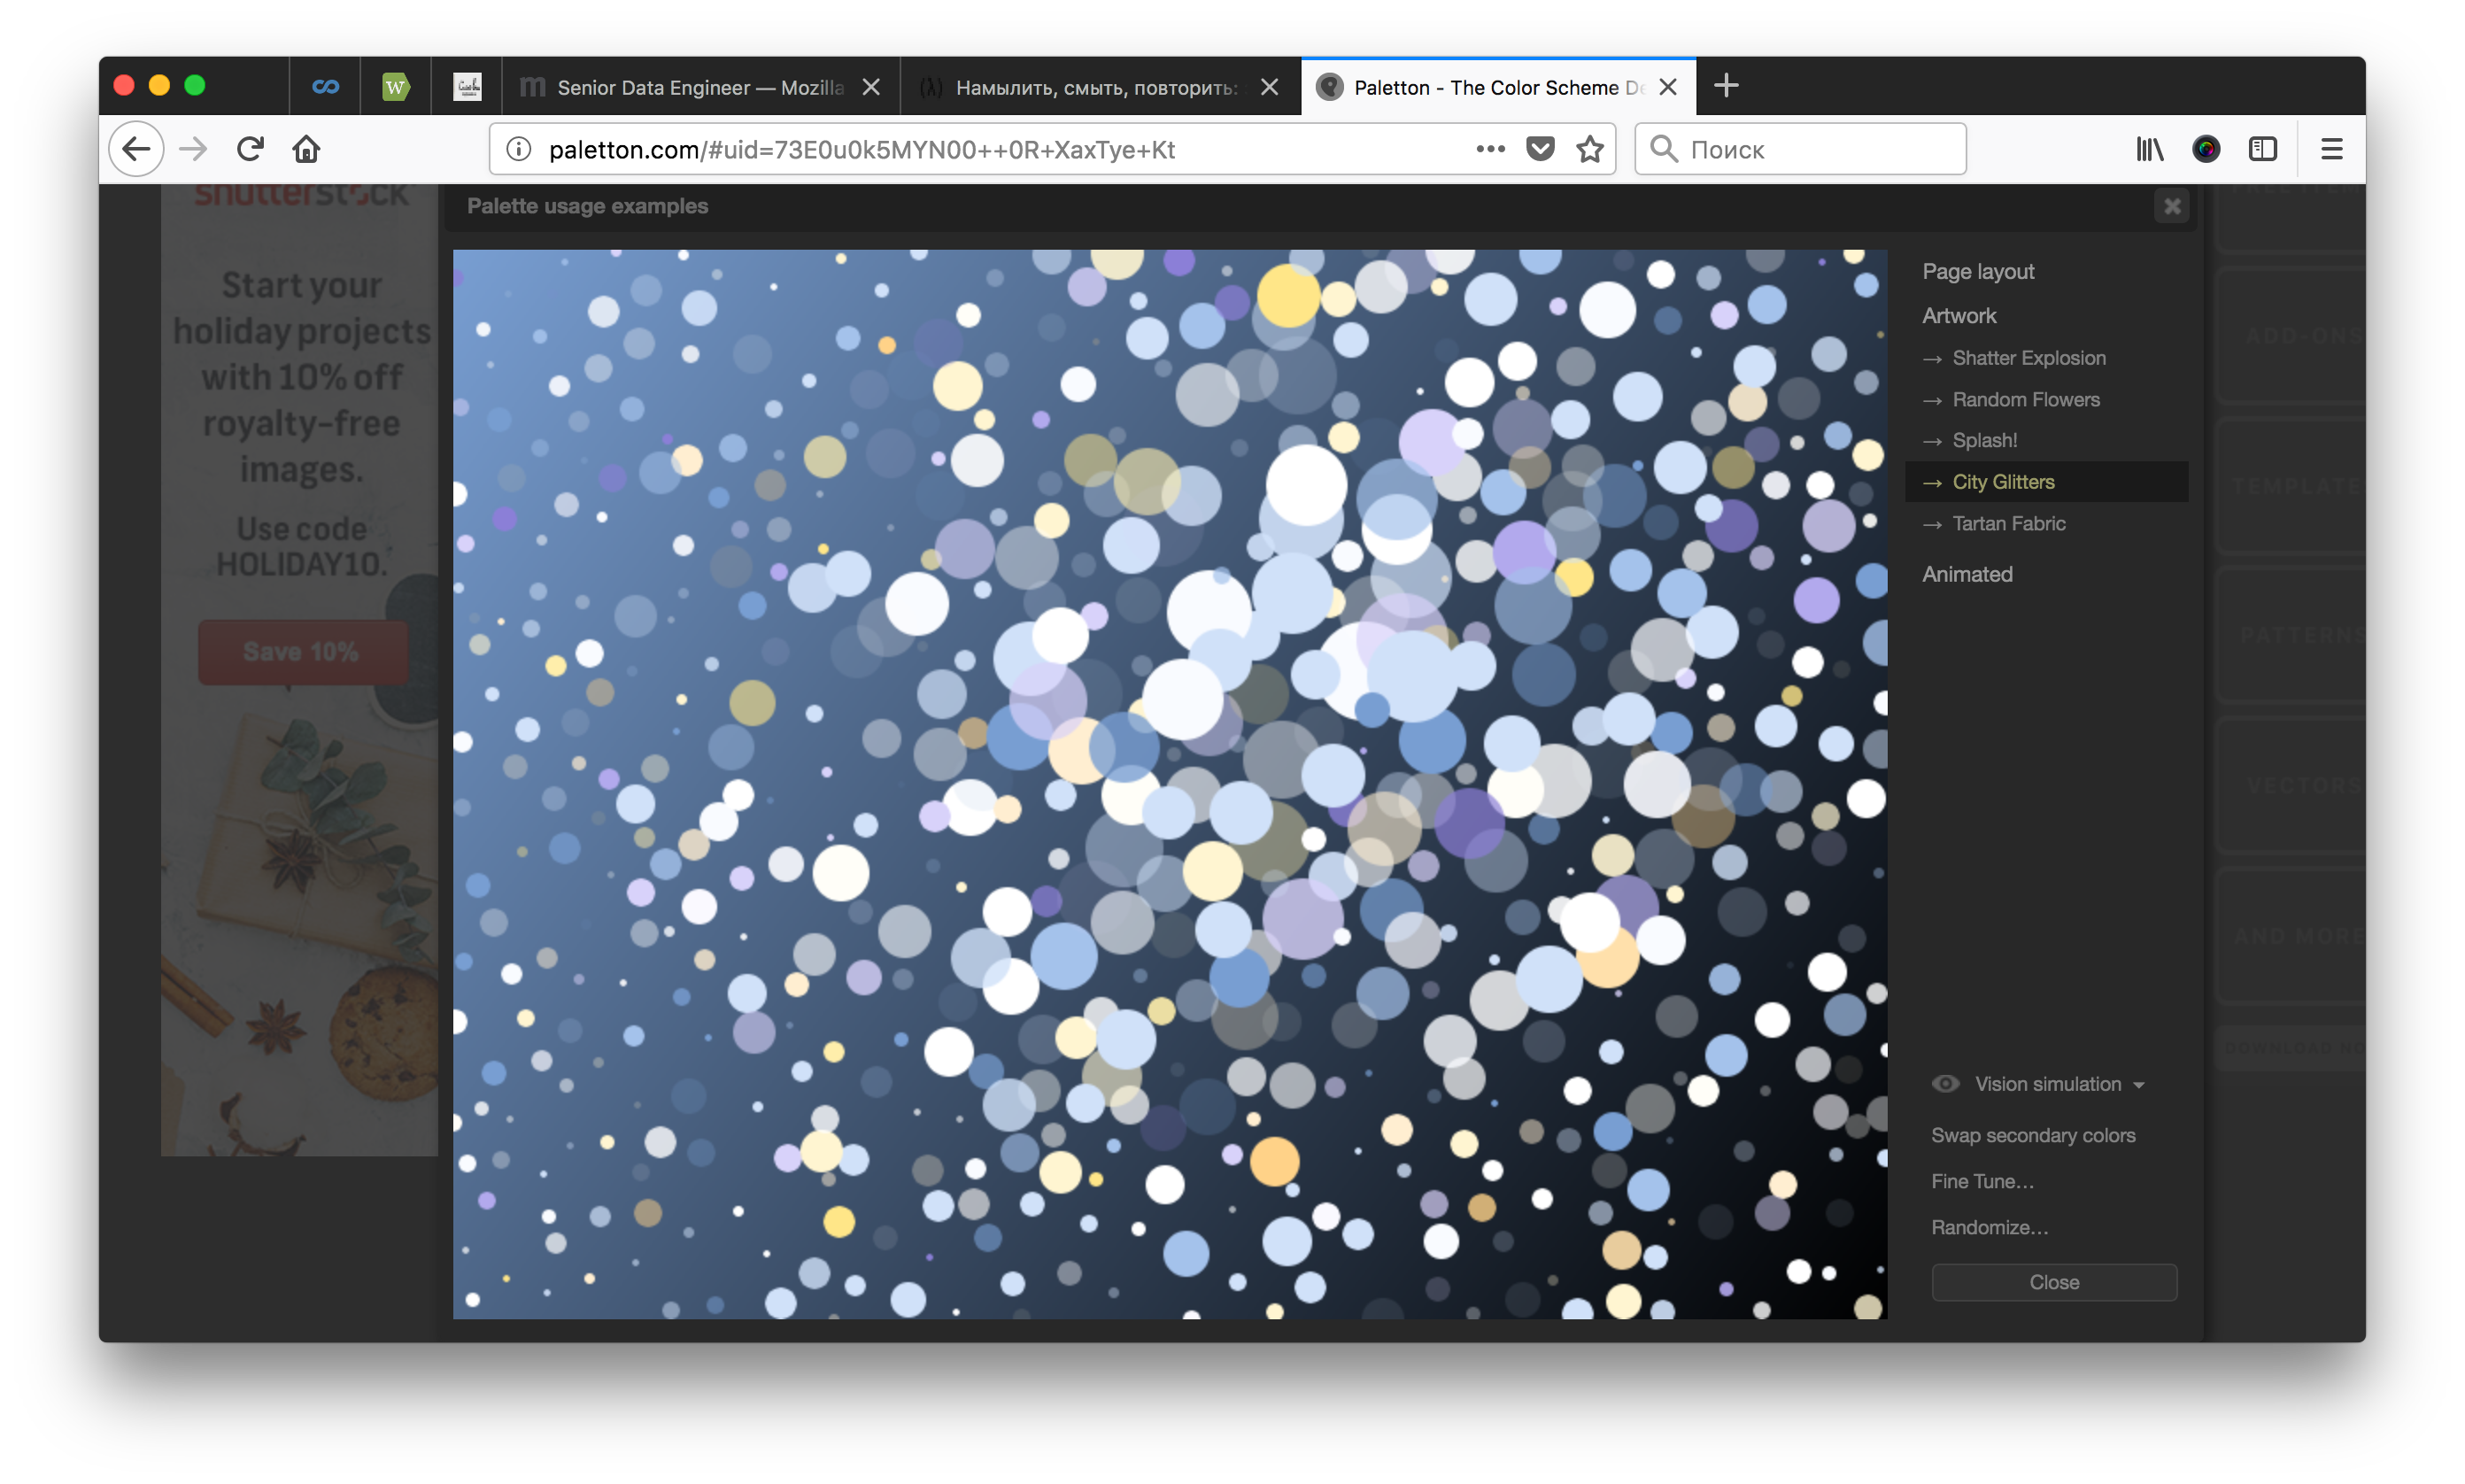 Senior Data Engineer — Mozilla
Намылить, смыть, повторить:
Paletton - The Color Scheme De
paletton.com/#uid=73E0u0k5MYN00++0R+XaxTye+Kt
Поиск
shutterstock
Start your
holiday projects
with 10% off
royalty-free
images.
Use code
HOLIDAY10.
Save 10%
Palette usage examples
Page layout
Artwork
→ Shatter Explosion
→ Random Flowers
→ Splash!
→ City Glitters
→ Tartan Fabric
Animated
Vision simulation
Swap secondary colors
Fine Tune...
Randomize...
Close
ADD-ONS
TEMPLATE
PATTERNS
VECTORS
AND MORE
DOWNLOAD NO